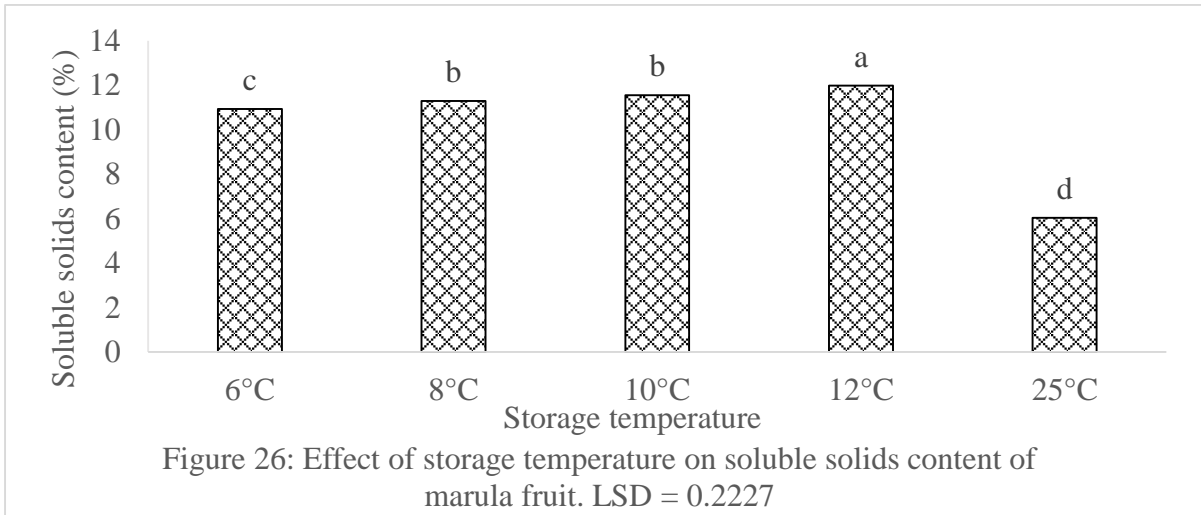 Soluble solids content (%)
14
12
10
8
6
4
2
0
c
b
b
a
d
6°C
8°C
10°C
12°C
25°C
Storage temperature
Figure 26: Effect of storage temperature on soluble solids content of
marula fruit. LSD = 0.2227